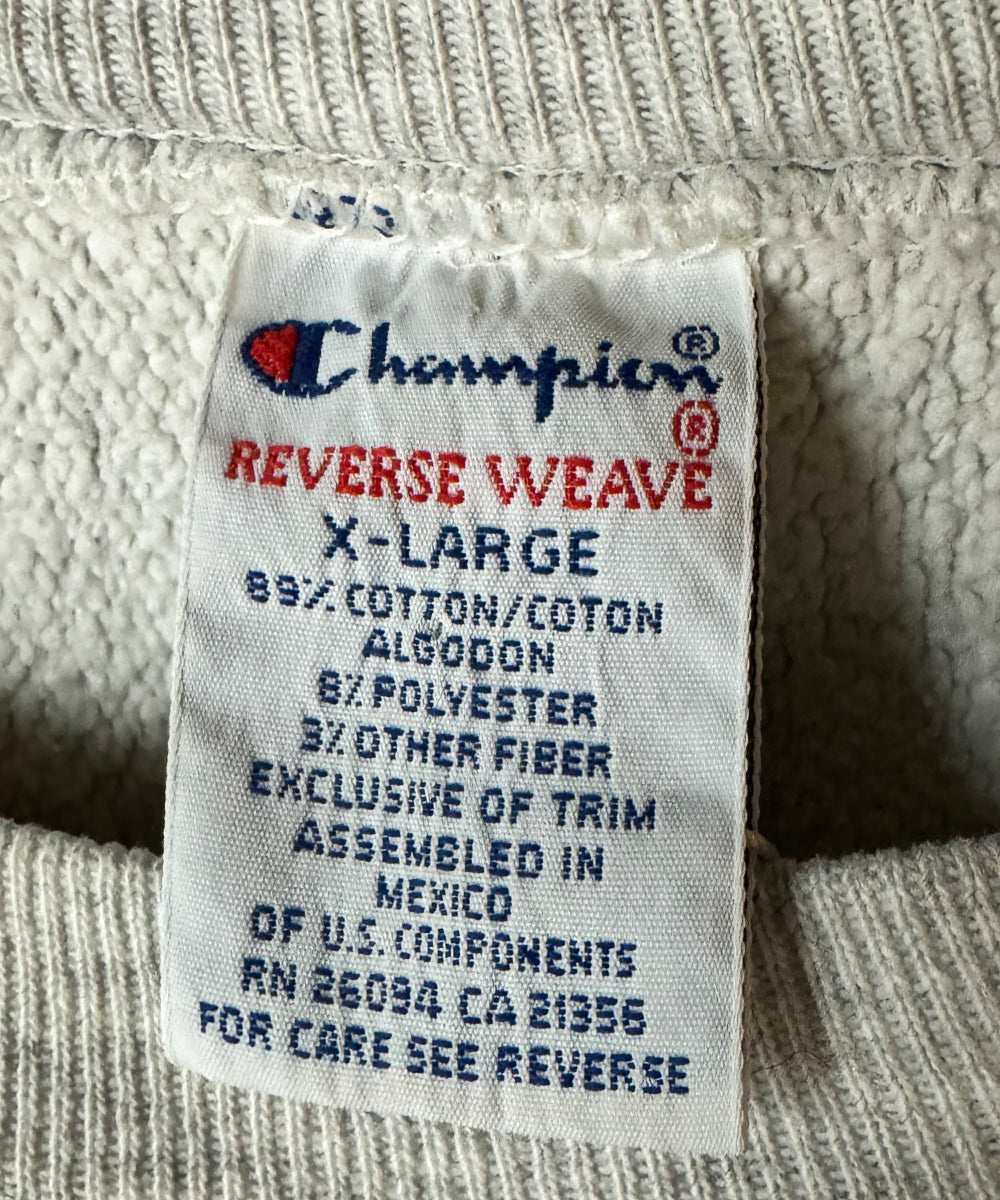 Champion®
®
REVERSE WEAVE
X-LARGE
89% COTTON/COTON
ALGODON
8% POLYESTER
3% OTHER FIBER
EXCLUSIVE OF TRIM
ASSEMBLED IN
MEXICO
OF U.S. COMPONENTS
RN 26094 CA 21356
FOR CARE SEE REVERSE